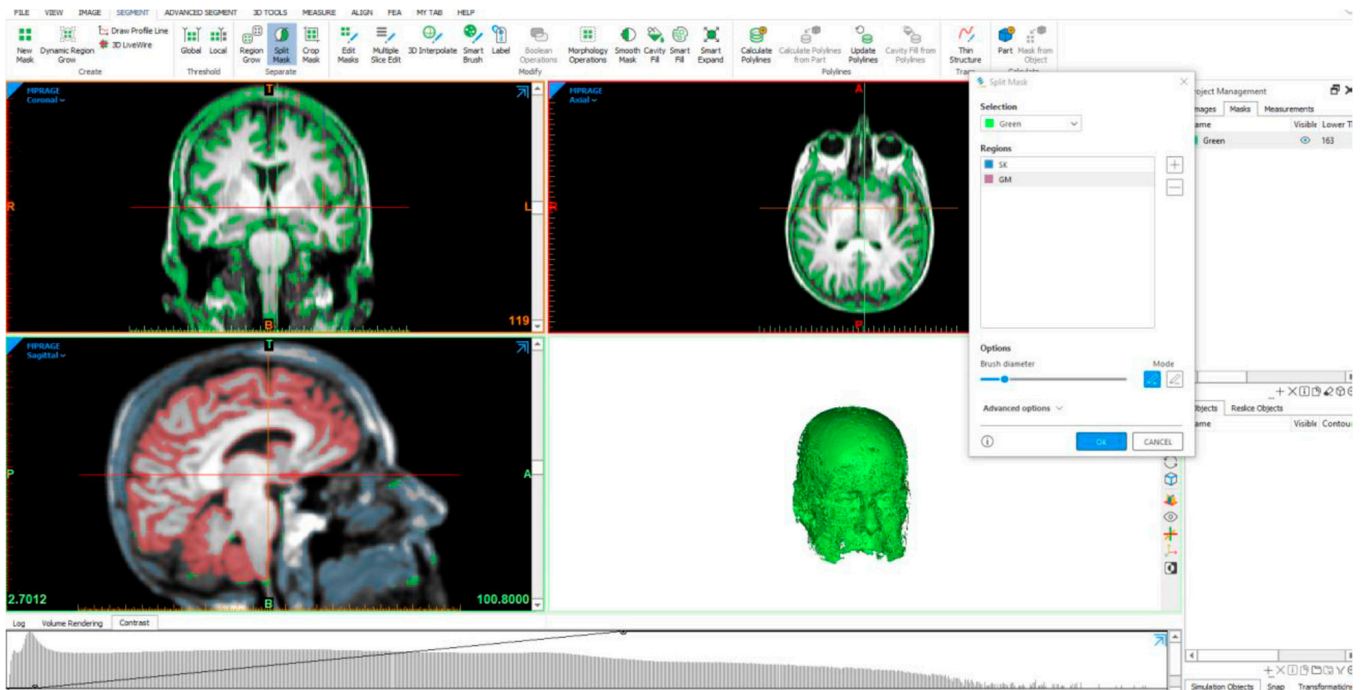 FILE VIEW IMAGE SEGMENT ADVANCED SEGMENT 3D TOOLS MEASURE ALIGN FEA MY TAB HELP
New Mask
Dynamic Region Grow
Draw Profile Line
3D LiveWire
Create
Global
Local
Threshold
Region Grow
Split Mask
Crop Mask
Separate
Edit Masks
Multiple Slice Edit
3D Interpolate
Smart Brush
Label
Boolean Operations
Modify
Morphology Operations
Smooth Mask
Cavity Fill
Smart Fill
Smart Expand
Calculate Polylines
Calculate Polylines from Part
Update Polylines
Cavity Fill from Polylines
Polylines
Thin Structure
Part
Mask from Object
MPRAGE
Coronal
T
R
L
B
119
MPRAGE
Axial
A
R
P
MPRAGE
Sagittal
T
P
A
B
2.7012
100.8000
Split Mask
Selection
Green
Regions
SK
GM
Options
Brush diameter
Mode
Advanced options
OK
CANCEL
roject Management
mages Masks Measurements
ame Visible Lower T
Green 163
bjects Reslice Objects
ame Visible Contou
Log Volume Rendering Contrast
Simulation Objects Snap Transformation